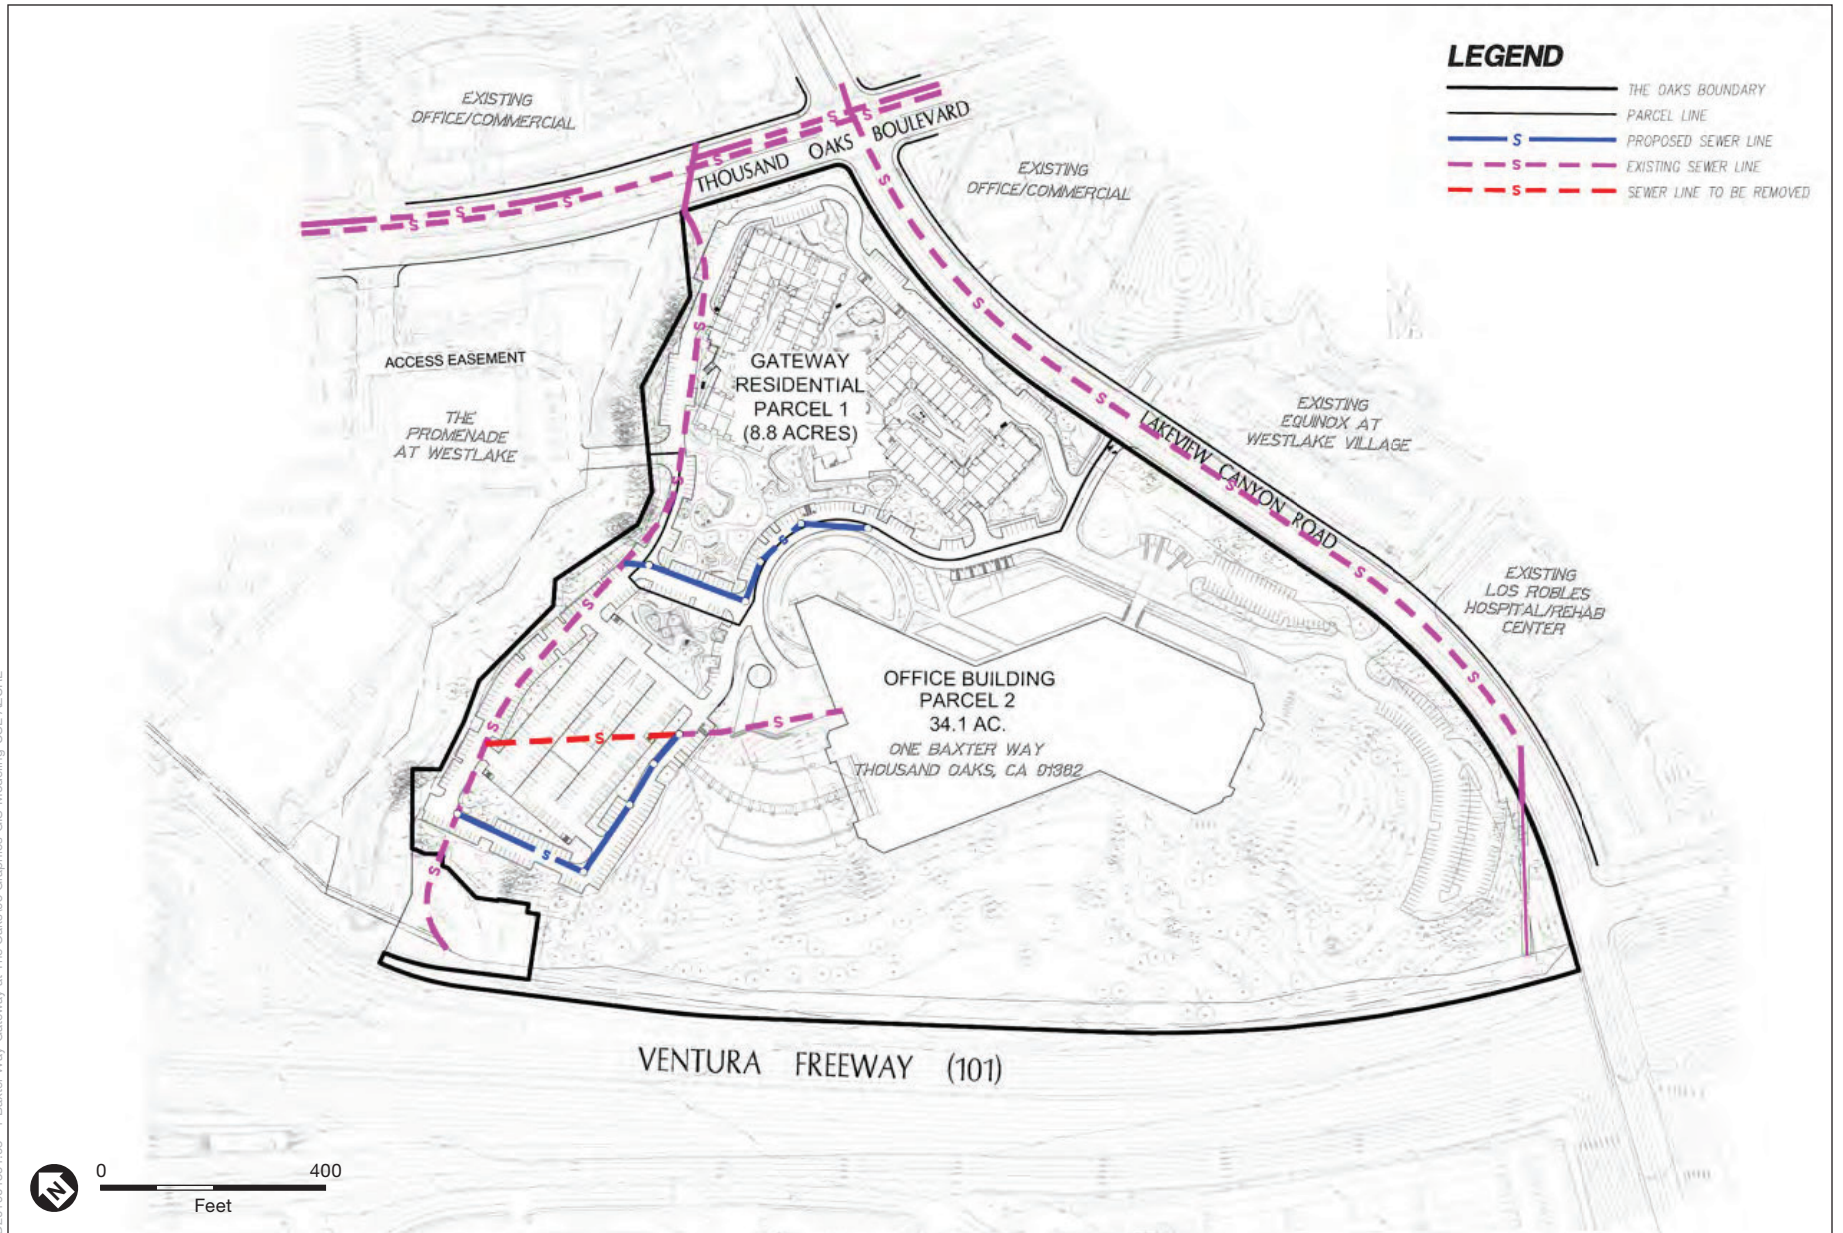 LEGEND
THE OAKS BOUNDARY
PARCEL LINE
S PROPOSED SEWER LINE
S EXISTING SEWER LINE
S SEWER LINE TO BE REMOVED
EXISTING
OFFICE/COMMERCIAL
THOUSAND OAKS BOULEVARD
EXISTING
OFFICE/COMMERCIAL
ACCESS EASEMENT
THE
PROMENADE
AT WESTLAKE
GATEWAY
RESIDENTIAL
PARCEL 1
(8.8 ACRES)
LAKEVIEW CANYON ROAD
EXISTING
EQUINOX AT
WESTLAKE VILLAGE
EXISTING
LOS ROBLES
HOSPITAL/REHAB
CENTER
OFFICE BUILDING
PARCEL 2
34.1 AC.
ONE BAXTER WAY
THOUSAND OAKS, CA 91362
VENTURA FREEWAY (101)
N
0 400
Feet